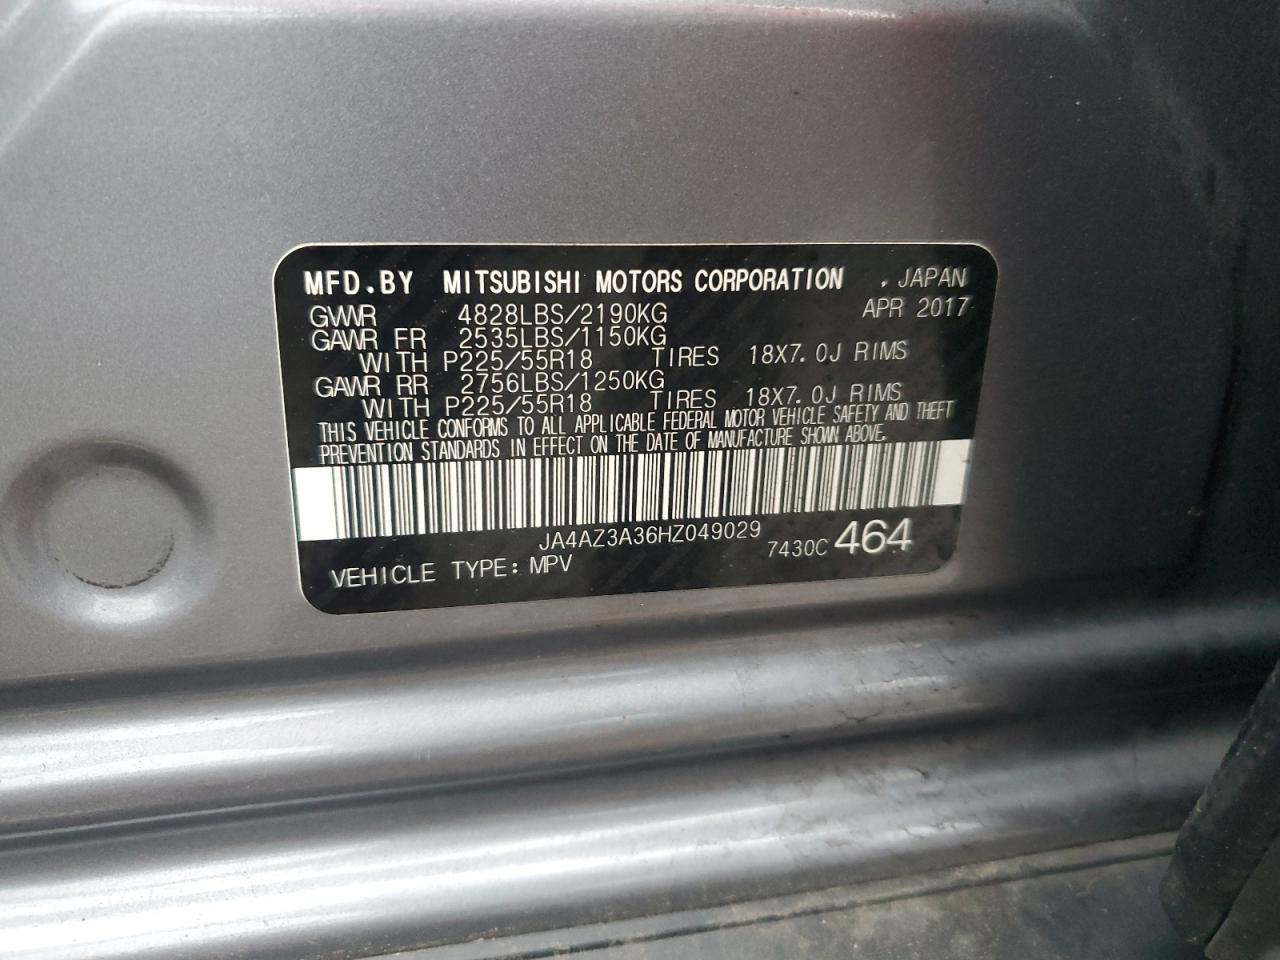 MFD.BY MITSUBISHI MOTORS CORPORATION . JAPAN
GVWR 4828LBS/2190KG APR 2017
GAWR FR 2535LBS/1150KG
WITH P225/55R18 TIRES 18X7.0J RIMS
GAWR RR 2756LBS/1250KG
WITH P225/55R18 TIRES 18X7.0J RIMS
THIS VEHICLE CONFORMS TO ALL APPLICABLE FEDERAL MOTOR VEHICLE SAFETY AND THEFT
PREVENTION STANDARDS IN EFFECT ON THE DATE OF MANUFACTURE SHOWN ABOVE.
JA4AZ3A36HZ049029
VEHICLE TYPE: MPV 7430C 464